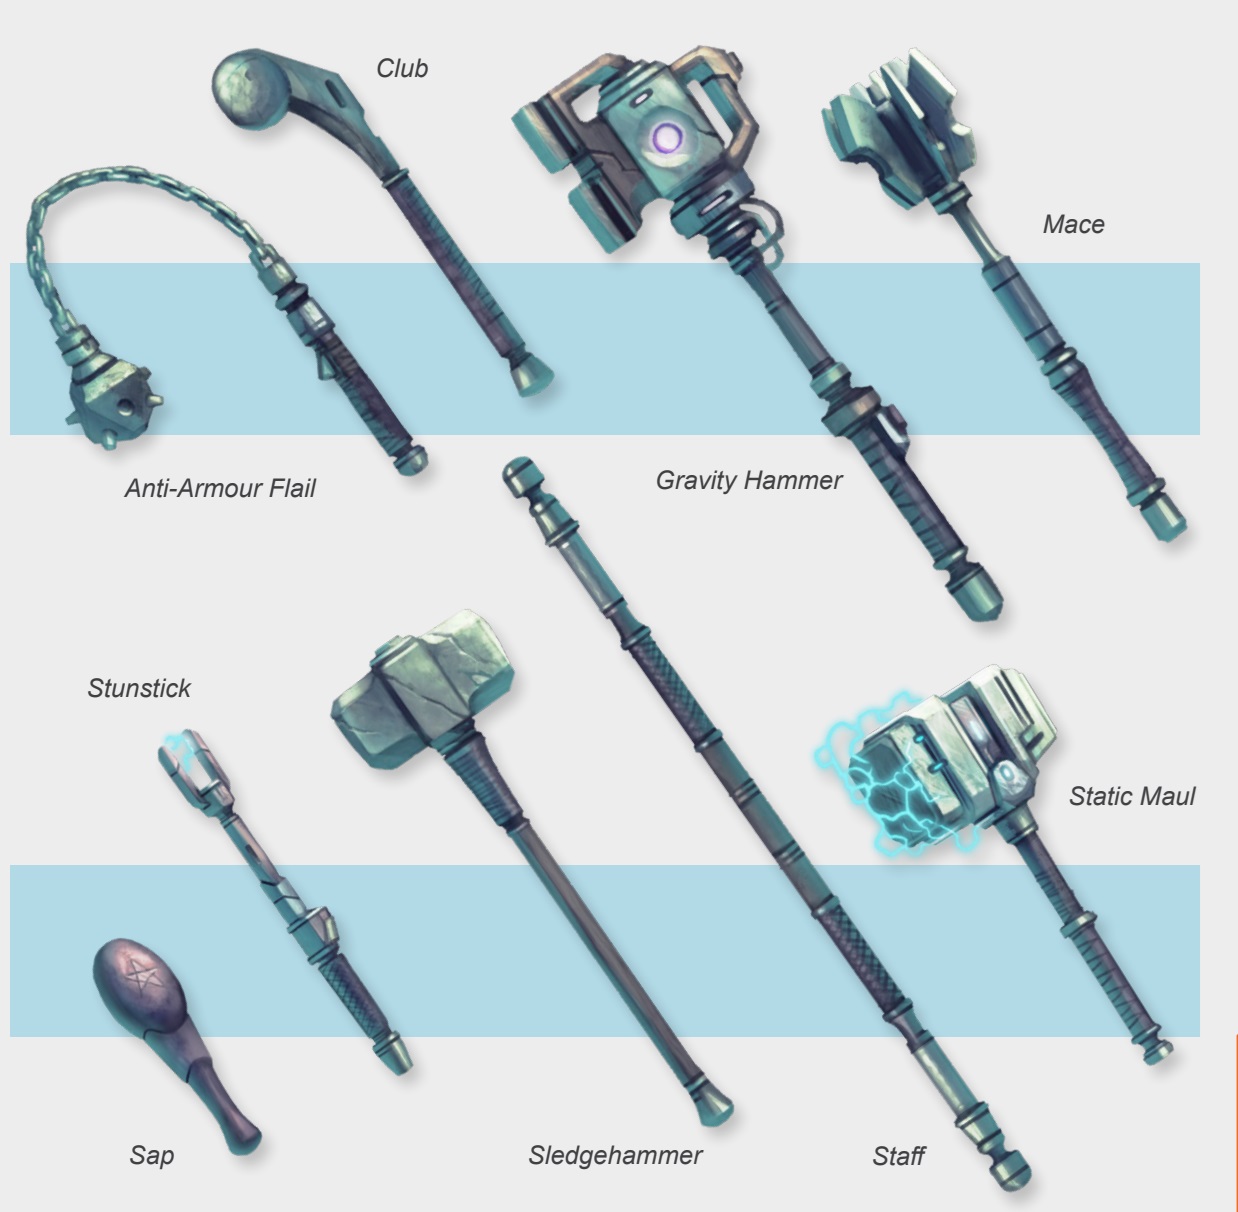 Club
Mace
Anti-Armour Flail
Gravity Hammer
Stunstick
Static Maul
Sap
Sledgehammer
Staff